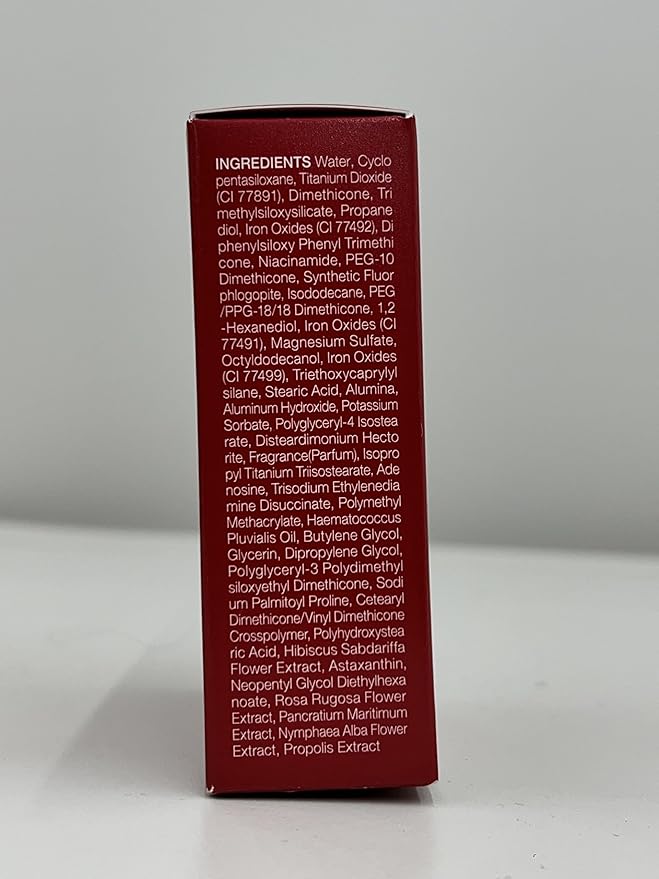 INGREDIENTS Water, Cyclo
pentasiloxane, Titanium Dioxide
(CI 77891), Dimethicone, Tri
methylsiloxysilicate, Propane
diol, Iron Oxides (CI 77492), Di
phenylsiloxy Phenyl Trimethi
cone, Niacinamide, PEG-10
Dimethicone, Synthetic Fluor
phlogopite, Isododecane, PEG
/PPG-18/18 Dimethicone, 1,2
-Hexanediol, Iron Oxides (CI
77491), Magnesium Sulfate,
Octyldodecanol, Iron Oxides
(CI 77499), Triethoxycaprylyl
silane, Stearic Acid, Alumina,
Aluminum Hydroxide, Potassium
Sorbate, Polyglyceryl-4 Isostea
rate, Disteardimonium Hecto
rite, Fragrance(Parfum), Isopro
pyl Titanium Triisostearate, Ade
nosine, Trisodium Ethylenedia
mine Disuccinate, Polymethyl
Methacrylate, Haematococcus
Pluvialis Oil, Butylene Glycol,
Glycerin, Dipropylene Glycol,
Polyglyceryl-3 Polydimethyl
siloxyethyl Dimethicone, Sodi
um Palmitoyl Proline, Cetearyl
Dimethicone/Vinyl Dimethicone
Crosspolymer, Polyhydroxystea
ric Acid, Hibiscus Sabdariffa
Flower Extract, Astaxanthin,
Neopentyl Glycol Diethylhexa
noate, Rosa Rugosa Flower
Extract, Pancratium Maritimum
Extract, Nymphaea Alba Flower
Extract, Propolis Extract